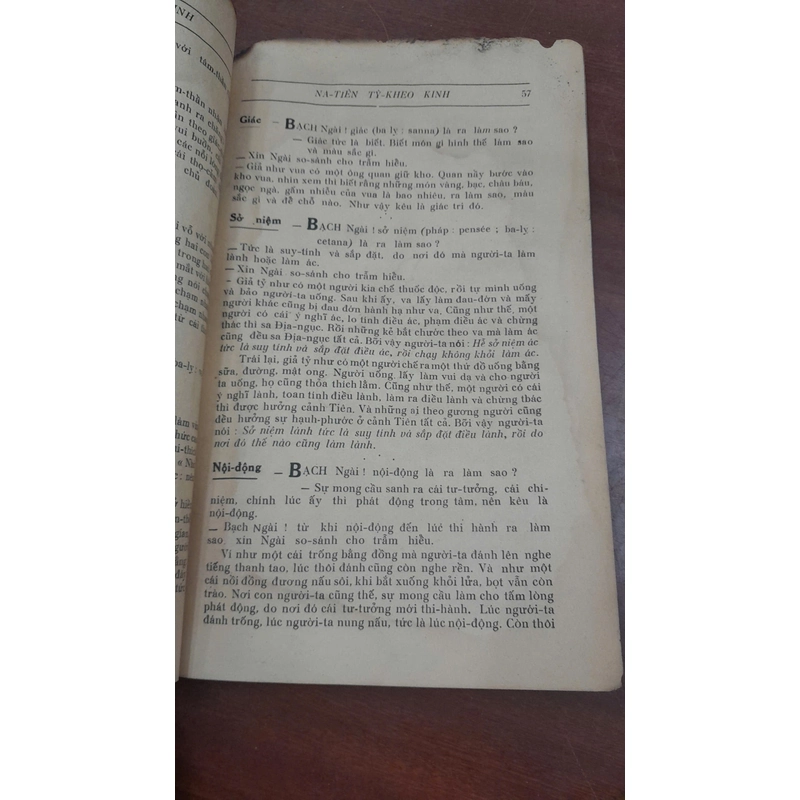 INH
với tâm-thần
NA-TIÊN TỲ-KHEO KINH 57
Giác — BẠCH Ngài ! giác (ba ly : sanna) là ra làm sao ?
— Giác tức là biết. Biết món gì hình thể làm sao
và màu sắc gì.
— Xin Ngài so-sánh cho trẫm hiểu.
— Giả như vua có một ông quan giữ kho. Quan nầy bước vào
kho vua, nhìn xem thì biết rằng những món vàng, bạc, châu báu,
ngọc ngà, gấm nhiễu của vua là bao nhiêu, ra làm sao, màu
sắc gì và để chỗ nào. Như vậy kêu là giác tri đó.
Sở niệm — BẠCH Ngài ! sở niệm (pháp : pensée ; ba-ly :
cetana) là ra làm sao ?
— Tức là suy-tính và sắp đặt, do nơi đó mà người-ta làm
lành hoặc làm ác.
— Xin Ngài so-sánh cho trẫm hiểu.
— Giả tỷ như có một người kia chế thuốc độc, rồi tự mình uống
và bảo người-ta uống. Sau khi ấy, va lấy làm đau-đớn và mấy
người khác cũng bị đau đớn hành hạ như va. Cũng như thế, một
người có cái ý nghĩ ác, lo tính điều ác, phạm điều ác và chừng
thác thì sa Địa-ngục. Rồi những kẻ bắt chước theo va mà làm ác
cũng đều sa Địa-ngục tất cả. Bởi vậy người-ta nói : Hễ sở niệm ác
tức là suy tính và sắp đặt điều ác, rồi chạy không khỏi làm ác.
Trái lại, giả tỷ như có một người chế ra một thứ đồ uống bằng
sữa, đường, mật ong. Người uống, lấy làm vui dạ và cho người
ta uống, họ cũng thỏa thích lắm. Cũng như thế, một người có cái
ý nghĩ lành, toan tính điều lành, làm ra điều lành và chừng thác
thì được hưởng cảnh Tiên. Và những ai theo gương người cũng
đều hưởng sự hạnh-phước ở cảnh Tiên tất cả. Bởi vậy người-ta
nói : Sở niệm lành tức là suy tính và sắp đặt điều lành, rồi do
nơi đó thế nào cũng làm lành.
Nội-động — BẠCH Ngài ! nội-động là ra làm sao ?
— Sự mong cầu sanh ra cái tư-tưởng, cái chí-
niệm, chính lúc ấy thì phát động trong tâm, nên kêu là
nội-động.
— Bạch Ngài ! từ khi nội-động đến lúc thi hành ra làm
sao, xin Ngài so-sánh cho trẫm hiểu.
Ví như một cái trống bằng đồng mà người-ta đánh lên nghe
tiếng thanh tao, lúc thôi đánh cũng còn nghe rền. Và như một
cái nồi đồng đương nấu sôi, khi bắt xuống khỏi lửa, bọt vẫn còn
trào. Nơi con người-ta cũng thế, sự mong cầu làm cho tấm lòng
phát động, do nơi đó cái tư-tưởng mới thi-hành. Lúc người-ta
đánh trống, lúc người-ta nung nấu, tức là lúc nội-động. Còn thôi